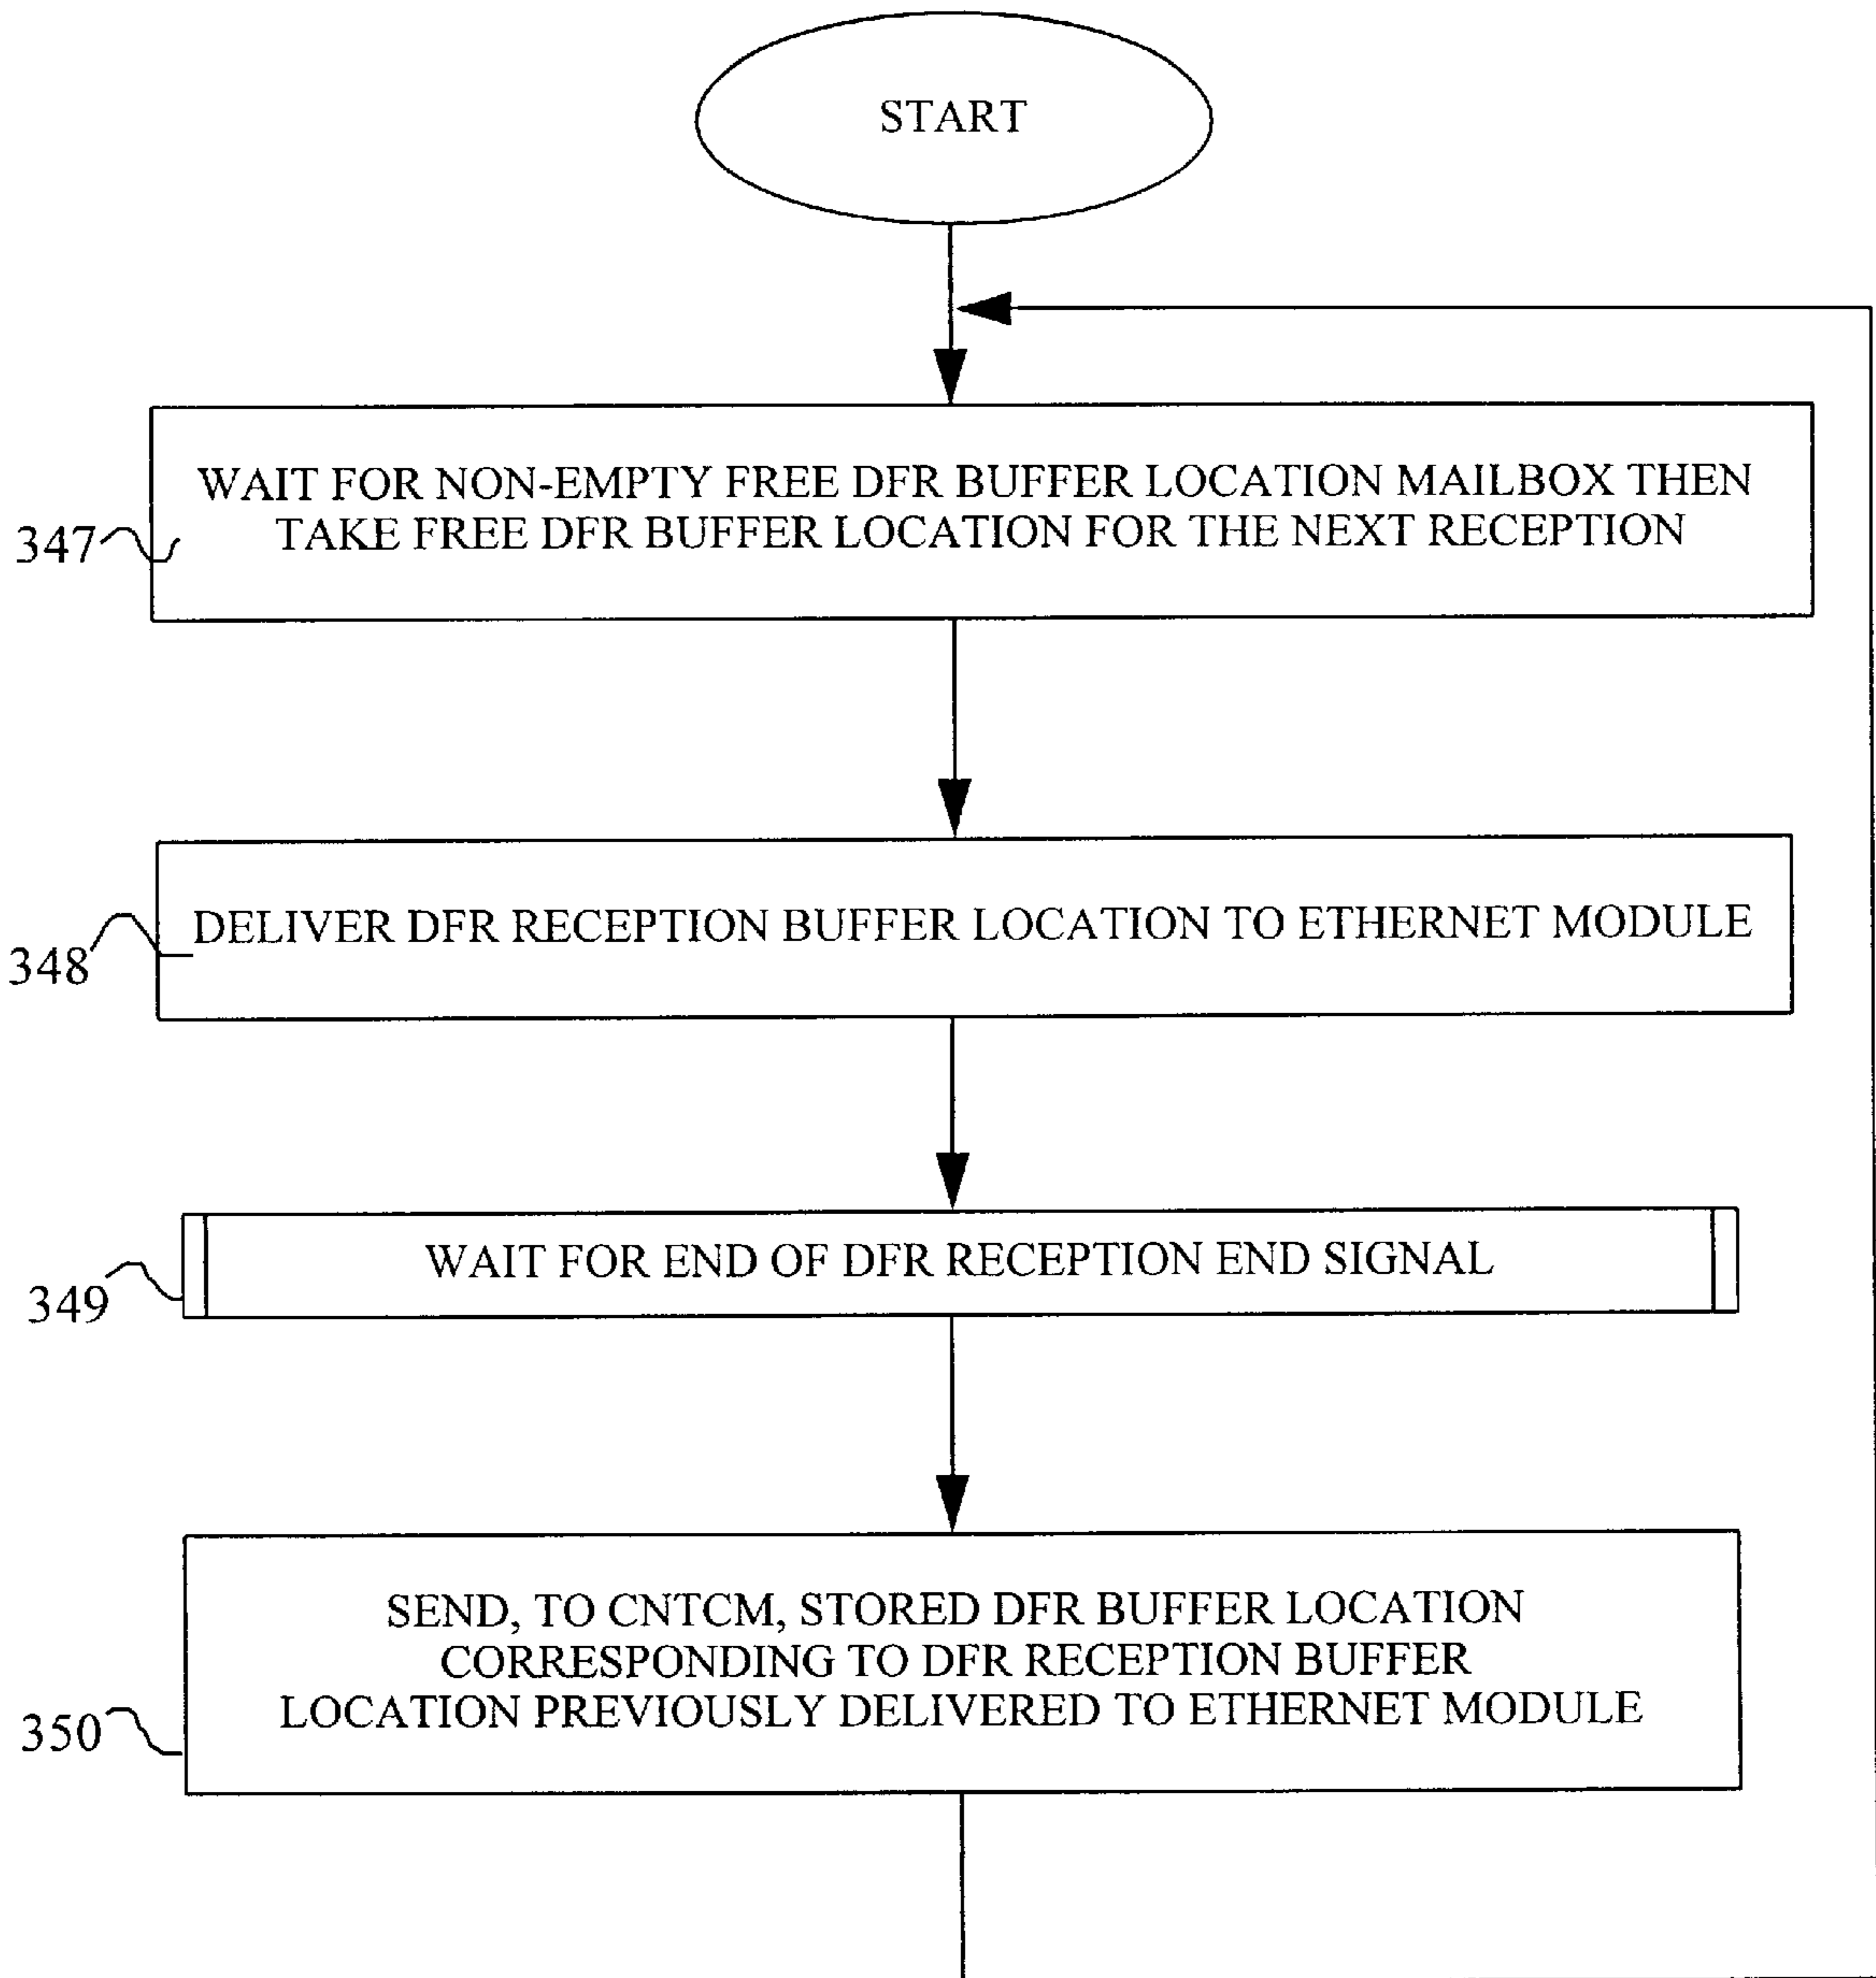 START
WAIT FOR NON-EMPTY FREE DFR BUFFER LOCATION MAILBOX THEN
TAKE FREE DFR BUFFER LOCATION FOR THE NEXT RECEPTION
347
DELIVER DFR RECEPTION BUFFER LOCATION TO ETHERNET MODULE
348
WAIT FOR END OF DFR RECEPTION END SIGNAL
349
SEND, TO CNTCM, STORED DFR BUFFER LOCATION
CORRESPONDING TO DFR RECEPTION BUFFER
LOCATION PREVIOUSLY DELIVERED TO ETHERNET MODULE
350